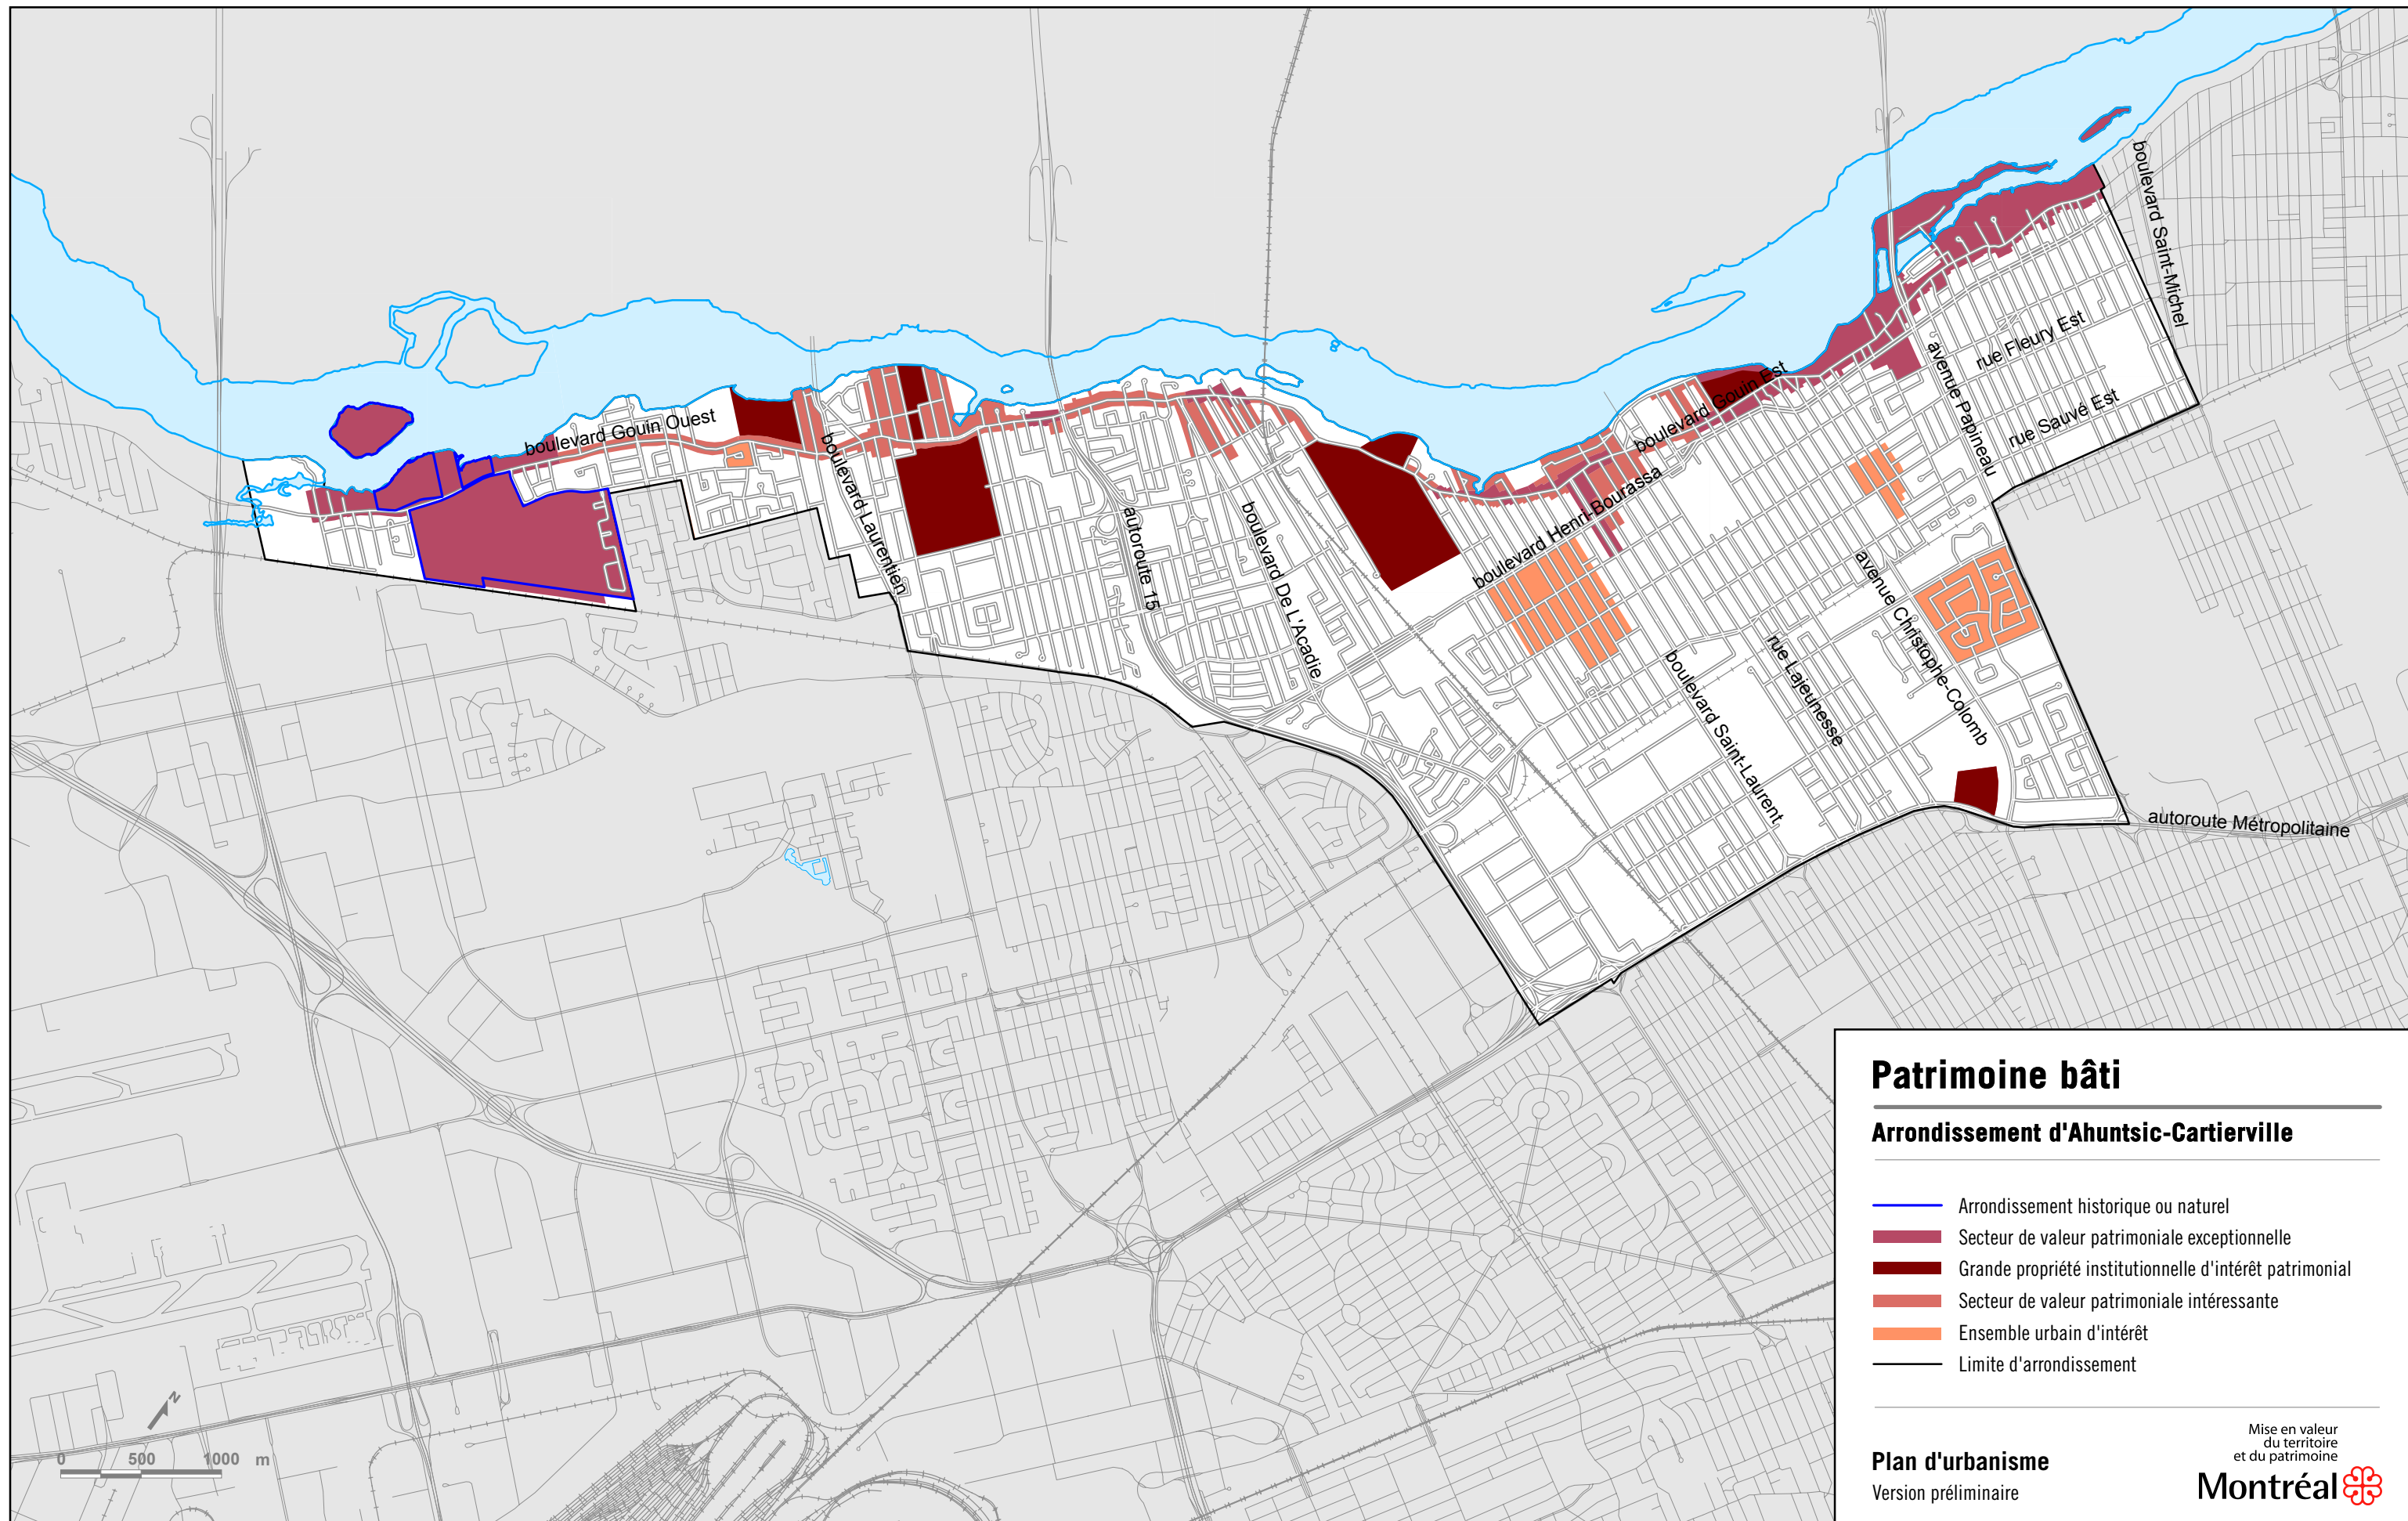 boulevard Saint-Michel
rue Fleury Est
avenue Papineau
rue Sauvé Est
boulevard Gouin Est
boulevard Gouin Ouest
boulevard Laurentien
autoroute 15
boulevard De L'Acadie
boulevard Henri-Bourassa
avenue Christophe-Colomb
rue Lajeunesse
boulevard Saint-Laurent
autoroute Métropolitaine
Patrimoine bâti
Arrondissement d'Ahuntsic-Cartierville
Arrondissement historique ou naturel
Secteur de valeur patrimoniale exceptionnelle
Grande propriété institutionnelle d'intérêt patrimonial
Secteur de valeur patrimoniale intéressante
Ensemble urbain d'intérêt
Limite d'arrondissement
N
0 500 1000 m
Plan d'urbanisme
Version préliminaire
Mise en valeur
du territoire
et du patrimoine
Montréal